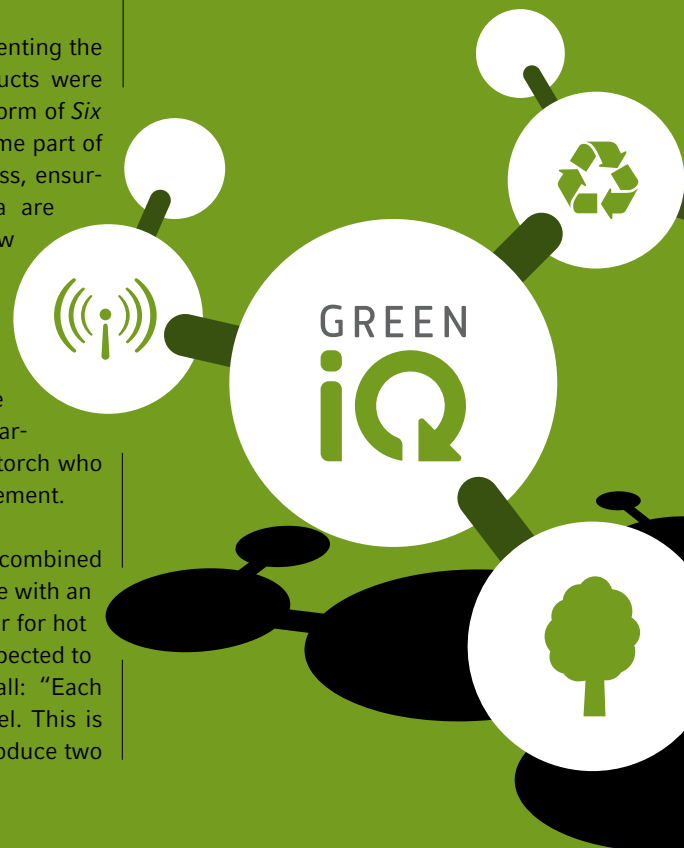 enting the
ucts were
orm of Six
me part of
ss, ensur-
a are
w
e
ar-
torch who
ement.
combined
e with an
r for hot
pected to
all: “Each
el. This is
oduce two
GREEN
iQ